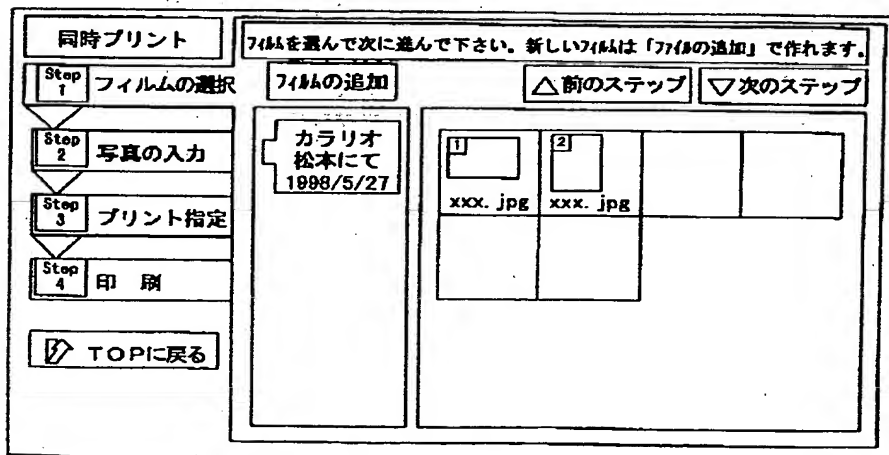 同時プリント
フィルムを選んで次に進んで下さい。新しいフィルムは「ファイルの追加」で作れます。
Step 1 フィルムの選択
フィルムの追加
△前のステップ
▽次のステップ
Step 2 写真の入力
Step 3 プリント指定
Step 4 印 刷
TOPに戻る
カラリオ
松本にて
1998/5/27
1
xxx. jpg
2
xxx. jpg